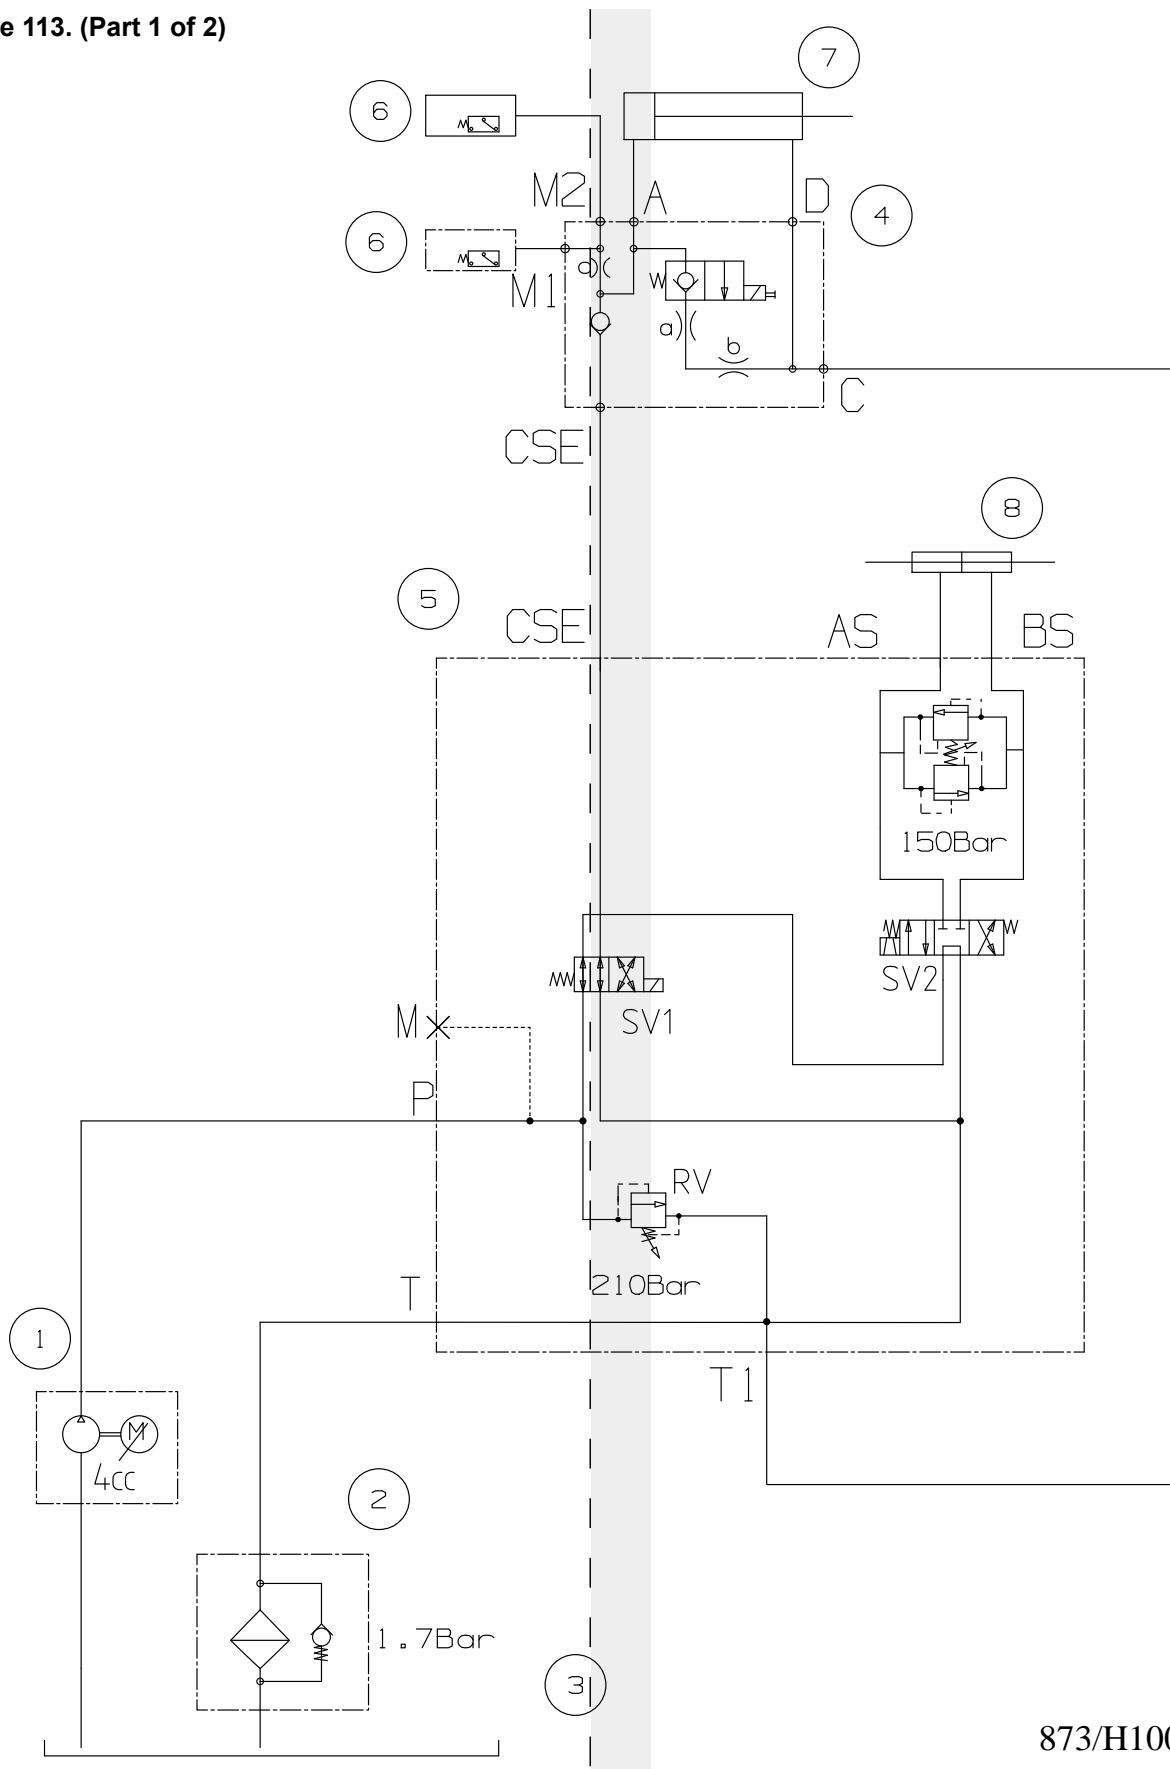 e 113. (Part 1 of 2)
7
6
M2
A
D
4
6
M1
d
a
b
C
CSE
8
5
CSE
AS
BS
150Bar
SV2
SV1
M
P
RV
210Bar
T
1
T1
M
4CC
2
1.7Bar
3
873/H100